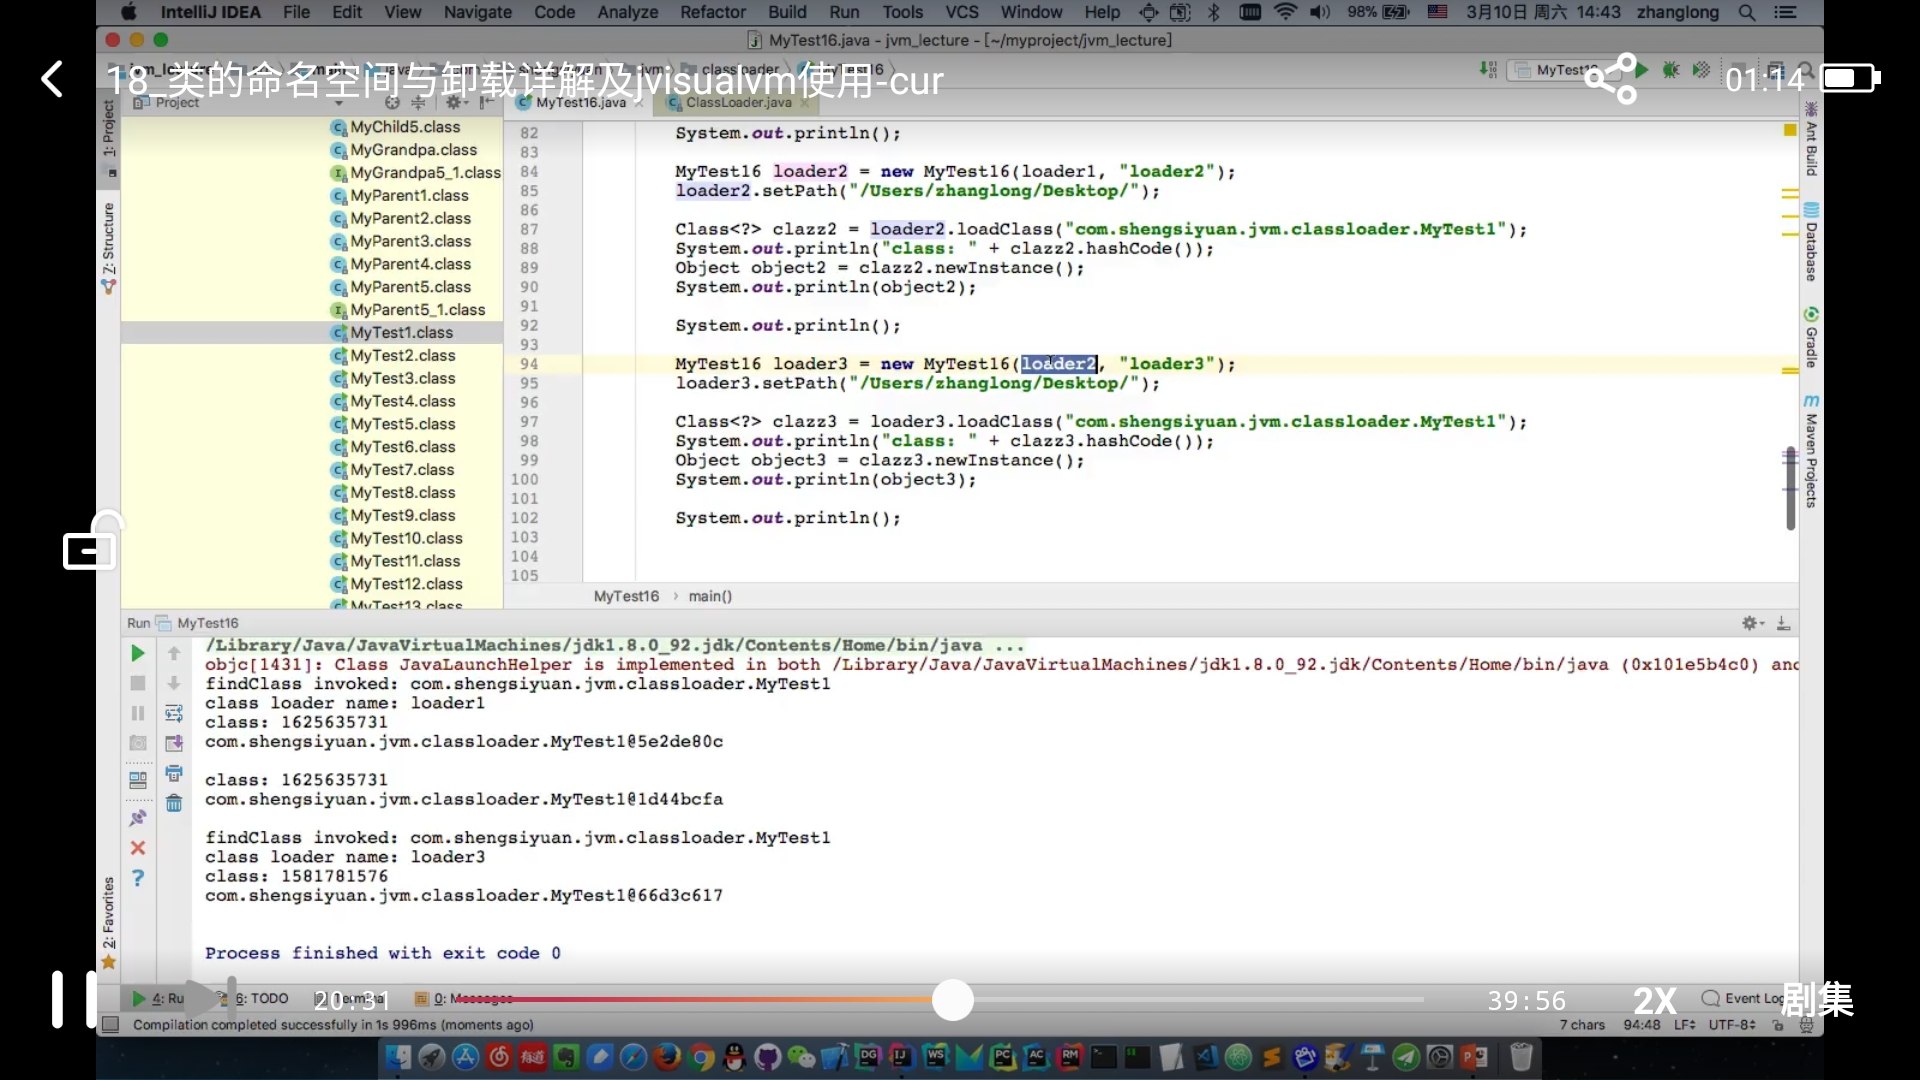 IntelliJ IDEA File Edit View Navigate Code Analyze Refactor Build Run Tools VCS Window Help 98% 3月10日 周六 14:43 zhanglong
MyTest16.java - jvm_lecture - [~/myproject/jvm_lecture]
18_类的命名空间与卸载详解及jvisualvm使用-cur
01:14
Project
MyTest16.java
ClassLoader.java
1: Project
Z: Structure
2: Favorites
MyChild5.class
MyGrandpa.class
MyGrandpa5_1.class
MyParent1.class
MyParent2.class
MyParent3.class
MyParent4.class
MyParent5.class
MyParent5_1.class
MyTest1.class
MyTest2.class
MyTest3.class
MyTest4.class
MyTest5.class
MyTest6.class
MyTest7.class
MyTest8.class
MyTest9.class
MyTest10.class
MyTest11.class
MyTest12.class
MyTest13.class
82 System.out.println();
83
84 MyTest16 loader2 = new MyTest16(loader1, "loader2");
85 loader2.setPath("/Users/zhanglong/Desktop/");
86
87 Class<?> clazz2 = loader2.loadClass("com.shengsiyuan.jvm.classloader.MyTest1");
88 System.out.println("class: " + clazz2.hashCode());
89 Object object2 = clazz2.newInstance();
90 System.out.println(object2);
91
92 System.out.println();
93
94 MyTest16 loader3 = new MyTest16(loader2, "loader3");
95 loader3.setPath("/Users/zhanglong/Desktop/");
96
97 Class<?> clazz3 = loader3.loadClass("com.shengsiyuan.jvm.classloader.MyTest1");
98 System.out.println("class: " + clazz3.hashCode());
99 Object object3 = clazz3.newInstance();
100 System.out.println(object3);
101
102 System.out.println();
103
104
105
MyTest16 › main()
Ant Build
Database
Gradle
Maven Projects
Run MyTest16
/Library/Java/JavaVirtualMachines/jdk1.8.0_92.jdk/Contents/Home/bin/java ...
objc[1431]: Class JavaLaunchHelper is implemented in both /Library/Java/JavaVirtualMachines/jdk1.8.0_92.jdk/Contents/Home/bin/java (0x101e5b4c0) and
findClass invoked: com.shengsiyuan.jvm.classloader.MyTest1
class loader name: loader1
class: 1625635731
com.shengsiyuan.jvm.classloader.MyTest1@5e2de80c
class: 1625635731
com.shengsiyuan.jvm.classloader.MyTest1@1d44bcfa
findClass invoked: com.shengsiyuan.jvm.classloader.MyTest1
class loader name: loader3
class: 1581781576
com.shengsiyuan.jvm.classloader.MyTest1@66d3c617
Process finished with exit code 0
4: Ru 6: TODO Terminal 0: Messages Event Log
20:31 39:56 2X 剧集
Compilation completed successfully in 1s 996ms (moments ago) 7 chars 94:48 LF UTF-8
DG IJ WS PC AC RM
有道